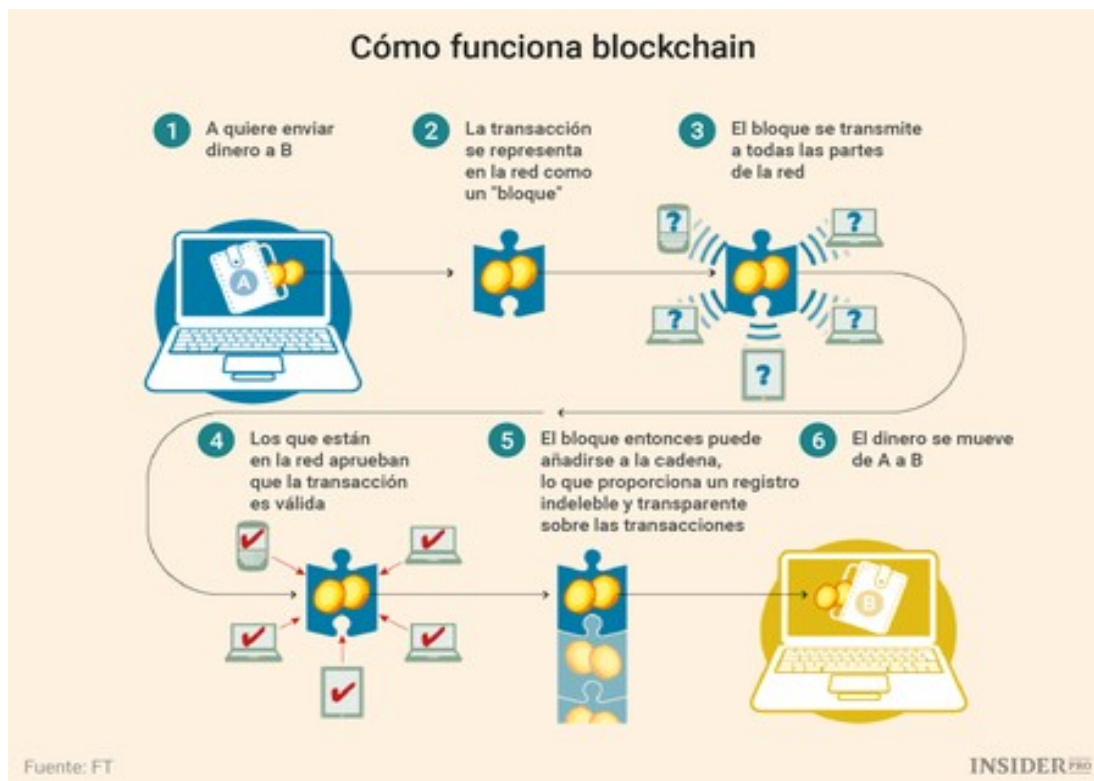 Cómo funciona blockchain
1
A quiere enviar
dinero a B
2
La transacción
se representa
en la red como
un "bloque"
3
El bloque se transmite
a todas las partes
de la red
A
?
?
?
?
?
4
Los que están
en la red aprueban
que la transacción
es válida
5
El bloque entonces puede
añadirse a la cadena,
lo que proporciona un registro
indeleble y transparente
sobre las transacciones
6
El dinero se mueve
de A a B
B
Fuente: FT
INSIDER PRO